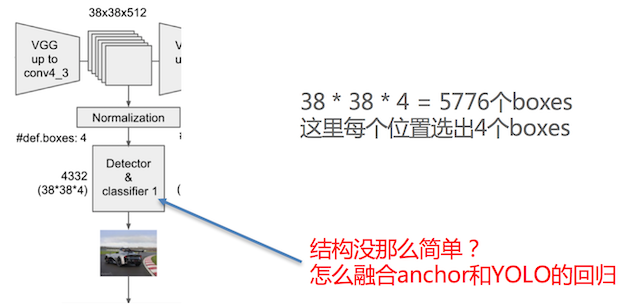 38x38x512
VGG
up to
conv4_3
V
u
Normalization
#def.boxes: 4
Detector
&
classifier 1
4332
(38*38*4)
38 * 38 * 4 = 5776个boxes
这里每个位置选出4个boxes
结构没那么简单？
怎么融合anchor和YOLO的回归